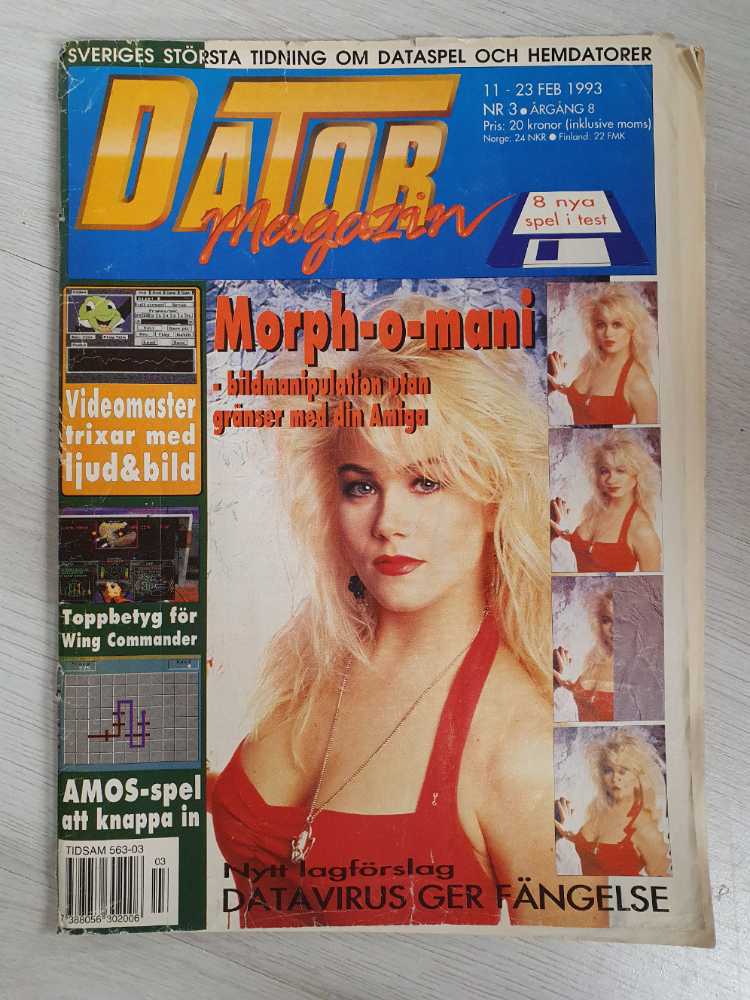 SVERIGES STÖRSTA TIDNING OM DATASPEL OCH HEMDATORER
DATOR
Magazin
11 - 23 FEB 1993
NR 3 ● ÅRGÅNG 8
Pris: 20 kronor (inklusive moms)
Norge: 24 NKR ● Finland: 22 FMK
8 nya
spel i test
Morph-o-mani
- bildmanipulation utan
gränser med din Amiga
Videomaster
trixar med
ljud&bild
Toppbetyg för
Wing Commander
AMOS-spel
att knappa in
TIDSAM 563-03
03
7388056302006
Nytt lagförslag
DATAVIRUS GER FÄNGELSE